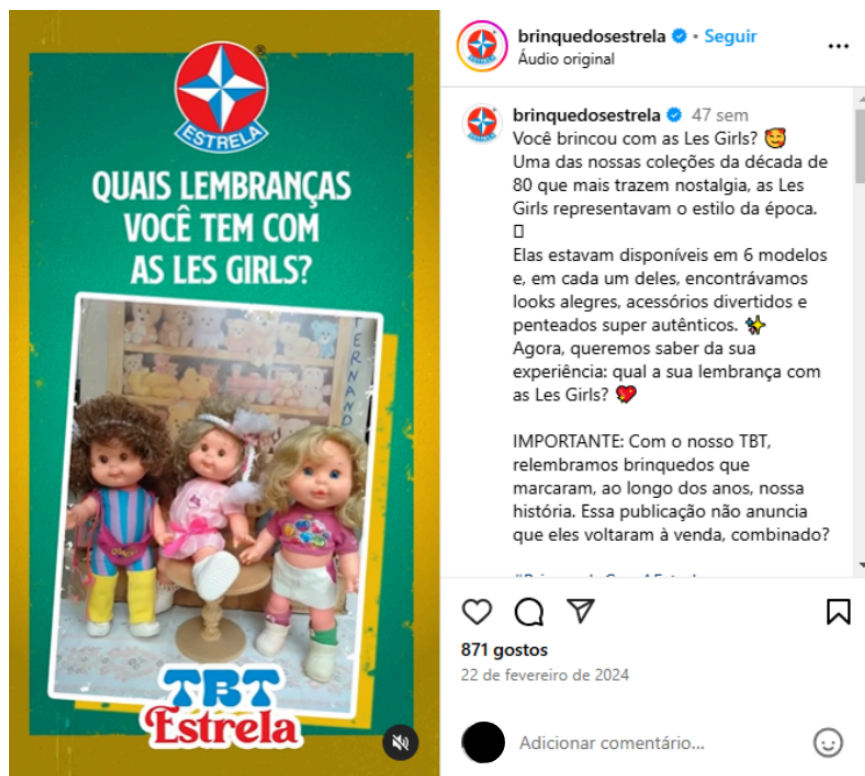 ESTRELA
QUAIS LEMBRANÇAS
VOCÊ TEM COM
AS LES GIRLS?
TBT
Estrela
brinquedosestrela • Seguir
Áudio original
brinquedosestrela 47 sem
Você brincou com as Les Girls? 🥰
Uma das nossas coleções da década de
80 que mais trazem nostalgia, as Les
Girls representavam o estilo da época.
Elas estavam disponíveis em 6 modelos
e, em cada um deles, encontrávamos
looks alegres, acessórios divertidos e
penteados super autênticos. ✨
Agora, queremos saber da sua
experiência: qual a sua lembrança com
as Les Girls? 💖
IMPORTANTE: Com o nosso TBT,
relembramos brinquedos que
marcaram, ao longo dos anos, nossa
história. Essa publicação não anuncia
que eles voltaram à venda, combinado?
871 gostos
22 de fevereiro de 2024
Adicionar comentário...